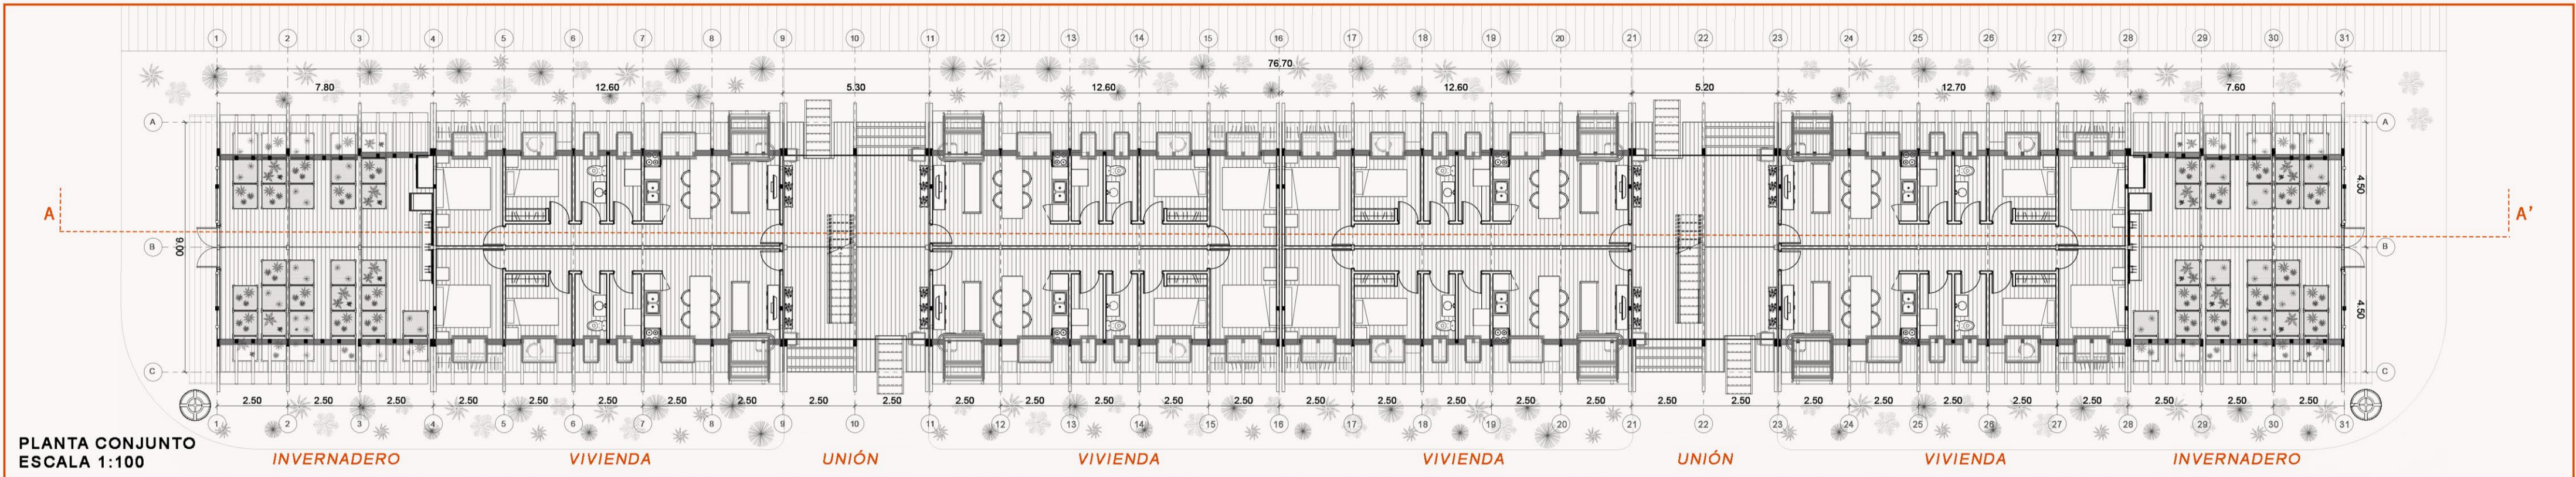 1 2 3 4 5 6 7 8 9 10 11 12 13 14 15 16 17 18 19 20 21 22 23 24 25 26 27 28 29 30 31
76.70
7.80 12.60 5.30 12.60 12.60 5.20 12.70 7.60
A A
4.50
A A'
B B
9.00
4.50
C C
2.50 2.50 2.50 2.50 2.50 2.50 2.50 2.50 2.50 2.50 2.50 2.50 2.50 2.50 2.50 2.50 2.50 2.50 2.50 2.50 2.50 2.50 2.50 2.50 2.50 2.50 2.50 2.50 2.50 2.50
1 2 3 4 5 6 7 8 9 10 11 12 13 14 15 16 17 18 19 20 21 22 23 24 25 26 27 28 29 30 31
PLANTA CONJUNTO
ESCALA 1:100
INVERNADERO VIVIENDA UNIÓN VIVIENDA VIVIENDA UNIÓN VIVIENDA INVERNADERO